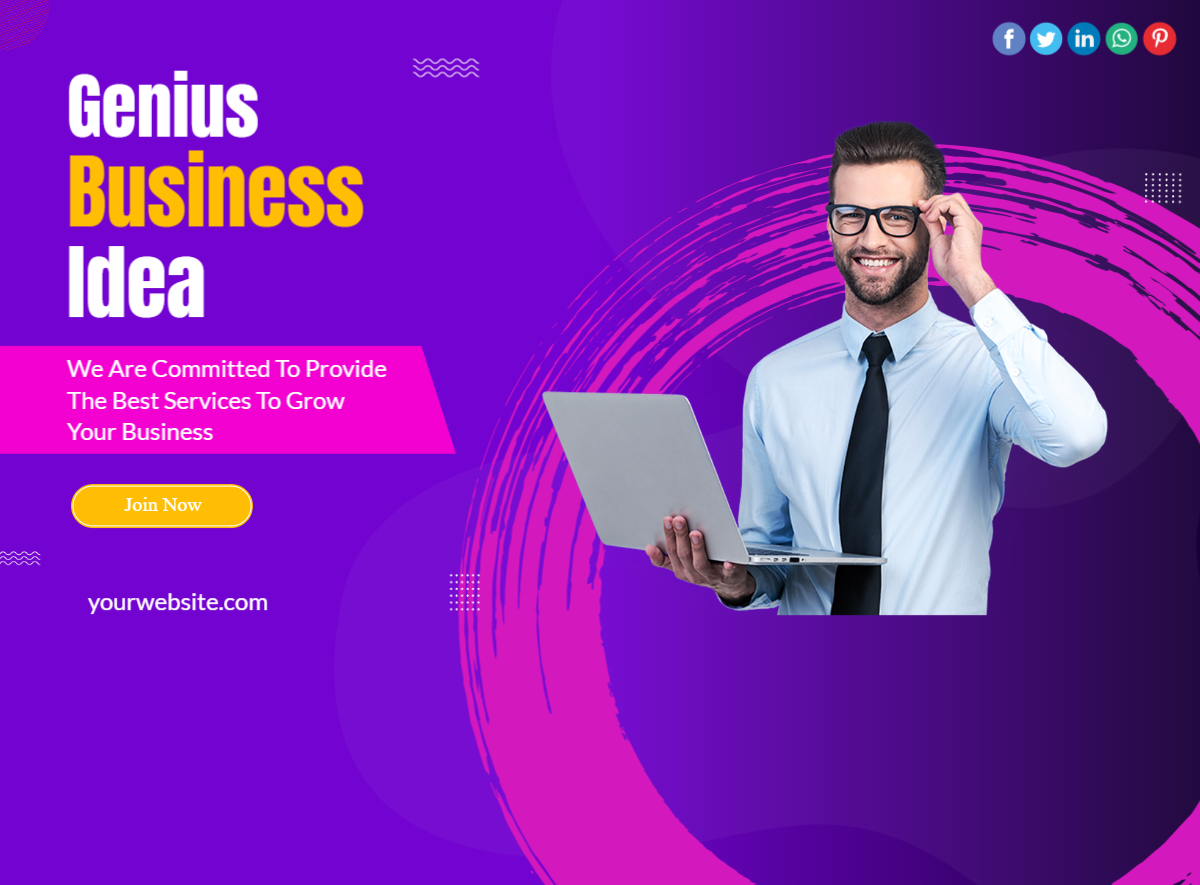 Genius
Business
Idea
We Are Committed To Provide
The Best Services To Grow
Your Business
Join Now
yourwebsite.com